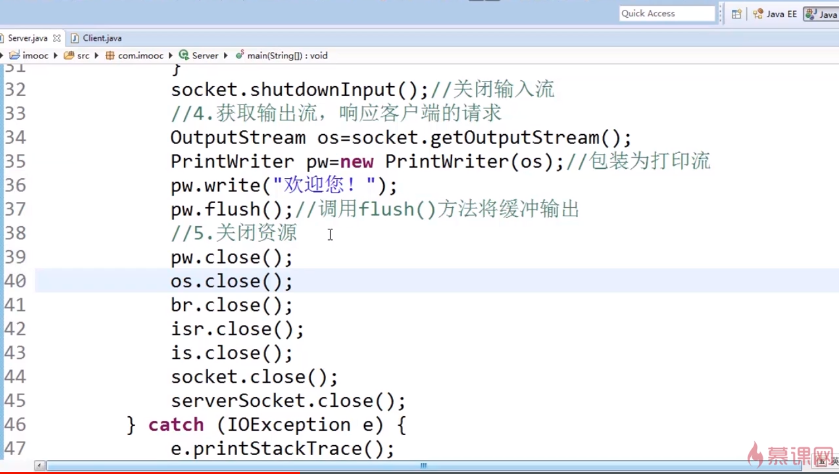 Quick Access
Java EE
Java
Server.java
Client.java
imooc
src
com.imooc
Server
main(String[]) : void
31 }
32 socket.shutdownInput();//关闭输入流
33 //4.获取输出流，响应客户端的请求
34 OutputStream os=socket.getOutputStream();
35 PrintWriter pw=new PrintWriter(os);//包装为打印流
36 pw.write("欢迎您！");
37 pw.flush();//调用flush()方法将缓冲输出
38 //5.关闭资源
39 pw.close();
40 os.close();
41 br.close();
42 isr.close();
43 is.close();
44 socket.close();
45 serverSocket.close();
46 } catch (IOException e) {
47 e.printStackTrace();
慕课网